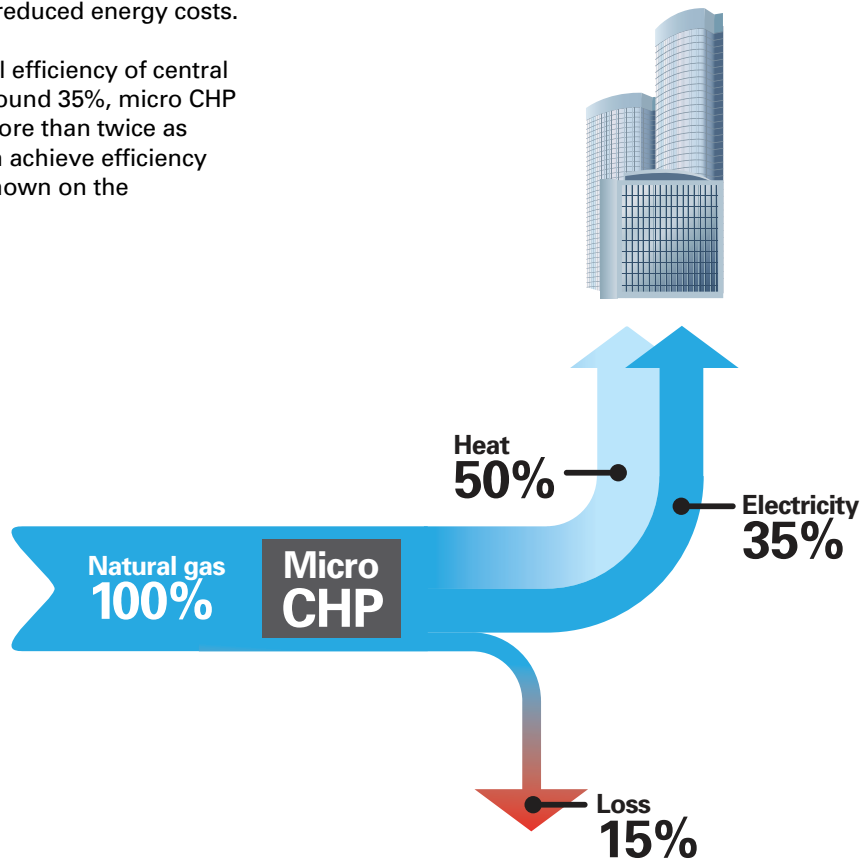 reduced energy costs.
l efficiency of central
ound 35%, micro CHP
ore than twice as
n achieve efficiency
nown on the
Heat
50%
Electricity
35%
Natural gas
100%
Micro
CHP
Loss
15%